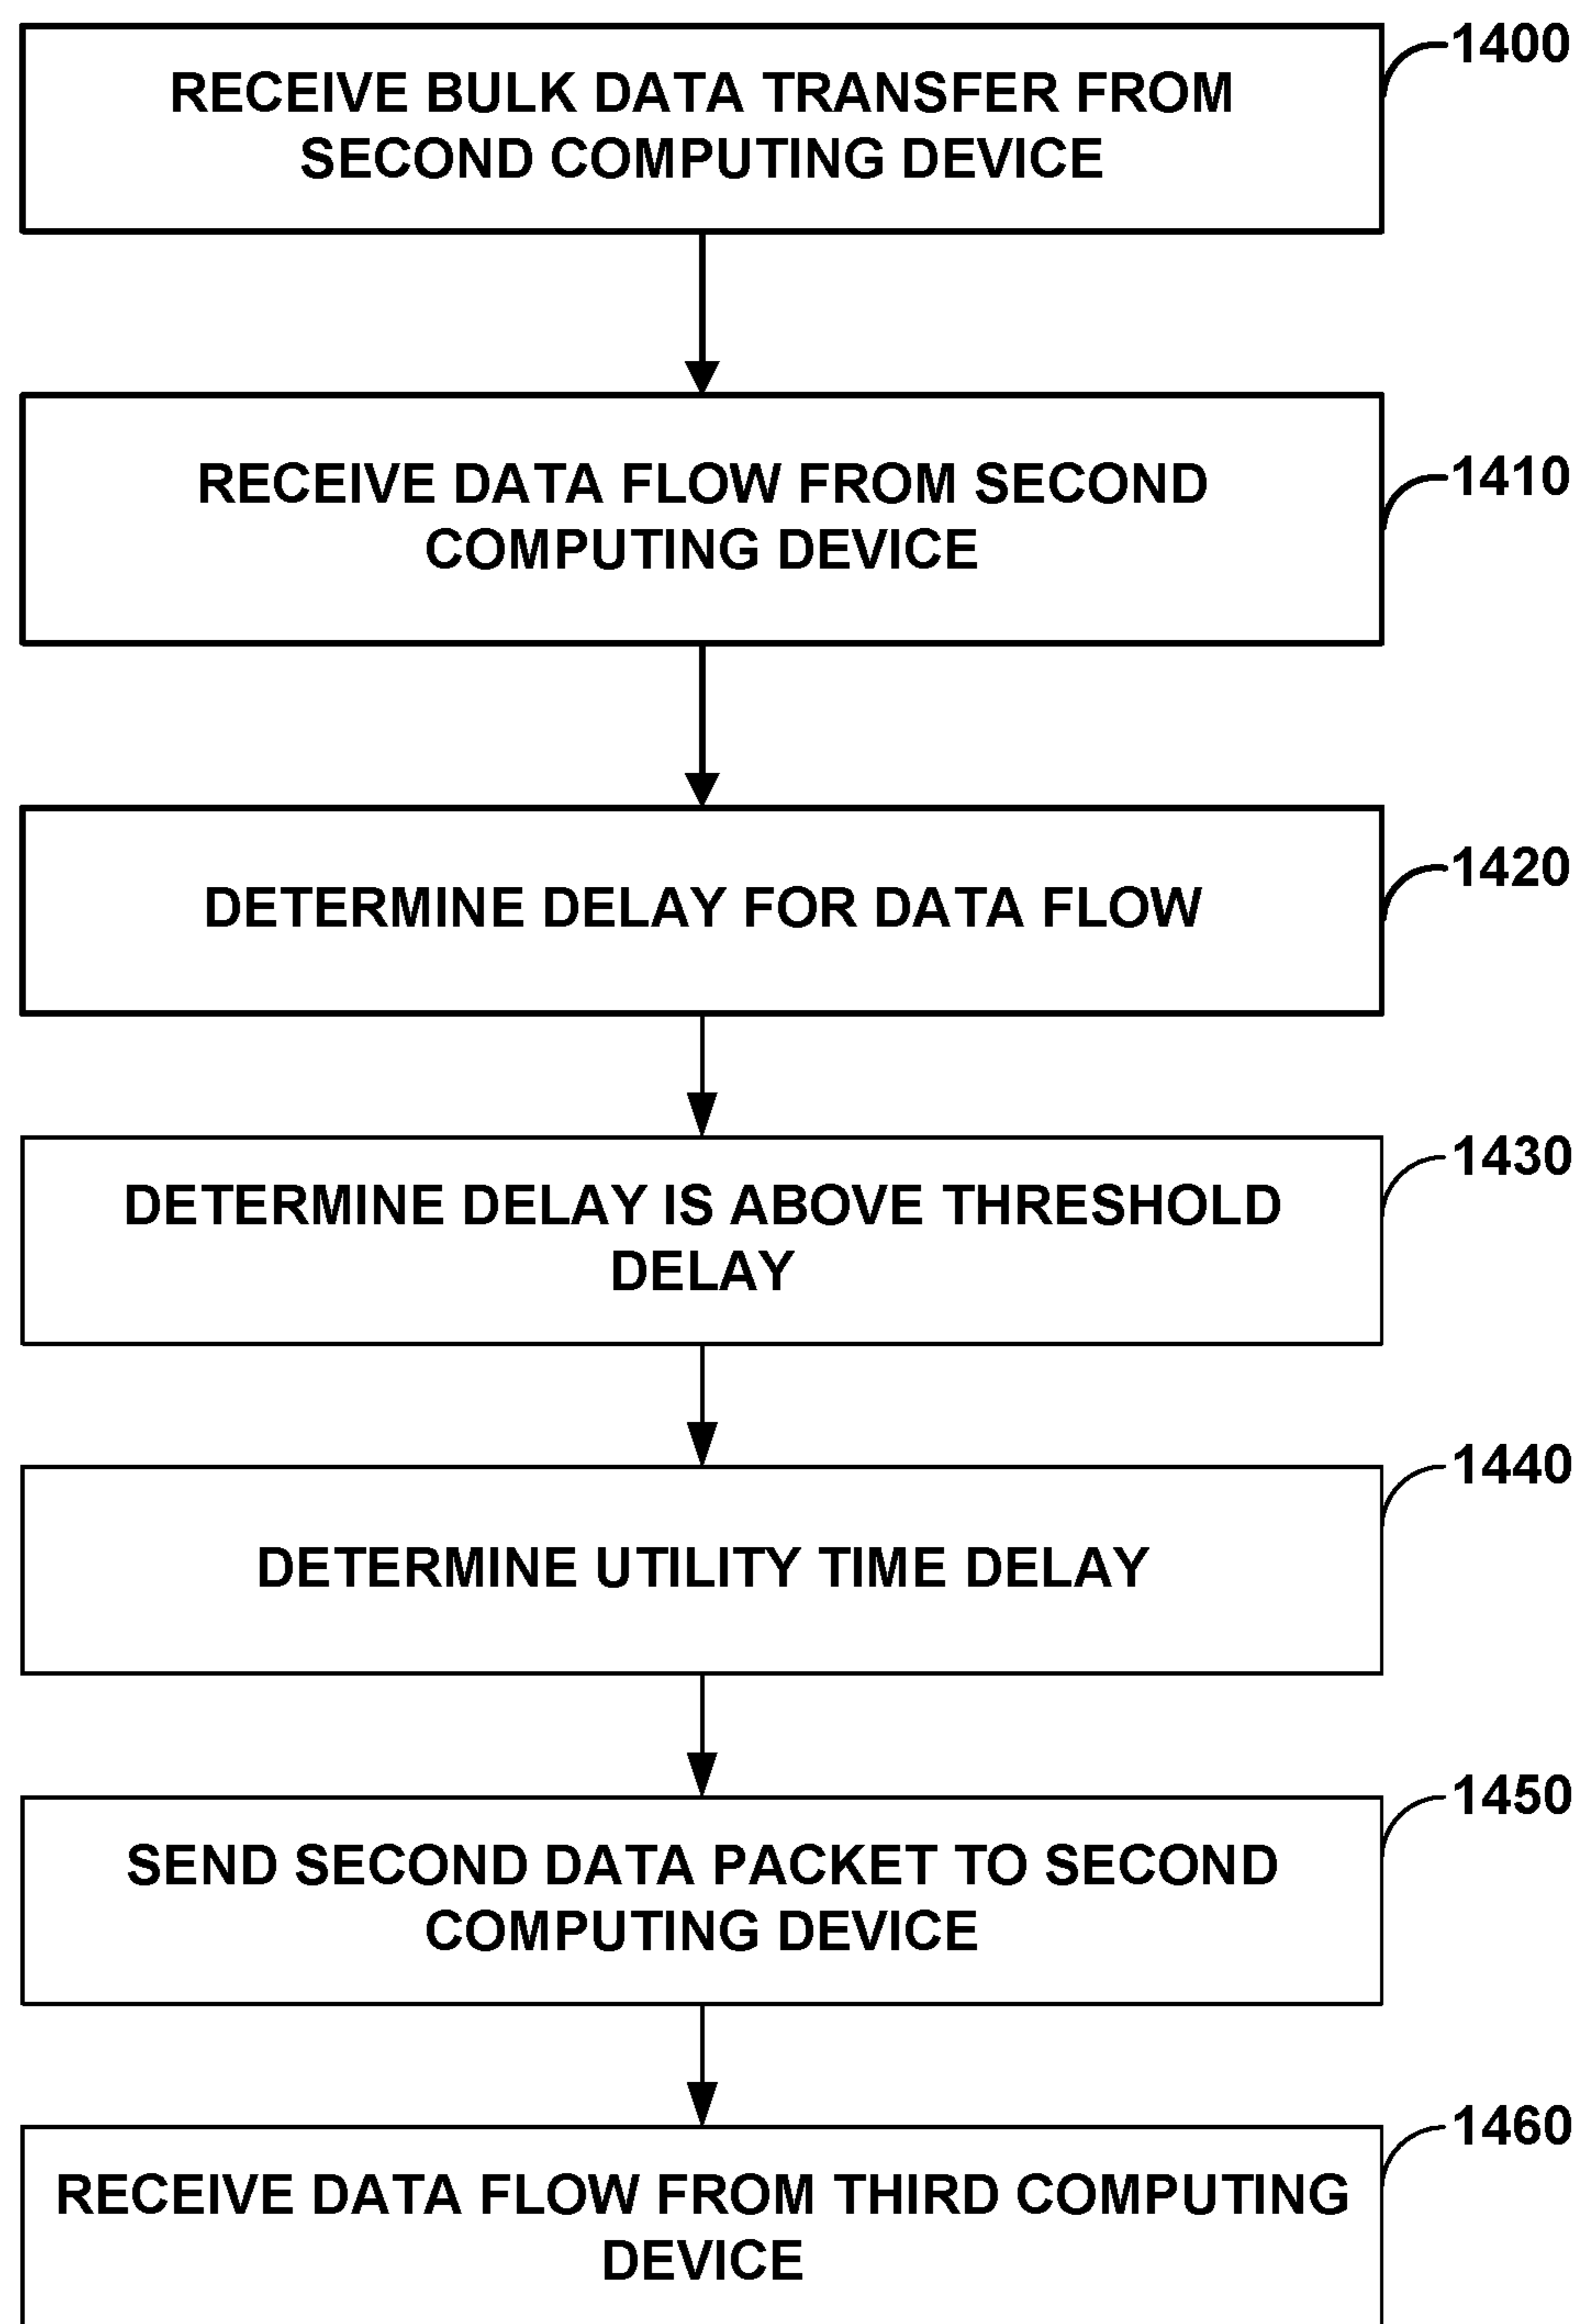 1400
RECEIVE BULK DATA TRANSFER FROM
SECOND COMPUTING DEVICE
1410
RECEIVE DATA FLOW FROM SECOND
COMPUTING DEVICE
1420
DETERMINE DELAY FOR DATA FLOW
1430
DETERMINE DELAY IS ABOVE THRESHOLD
DELAY
1440
DETERMINE UTILITY TIME DELAY
1450
SEND SECOND DATA PACKET TO SECOND
COMPUTING DEVICE
1460
RECEIVE DATA FLOW FROM THIRD COMPUTING
DEVICE